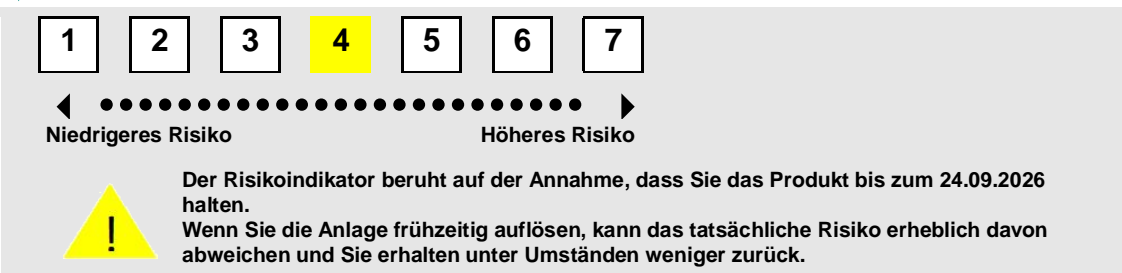 1 2 3 4 5 6 7
Niedrigeres Risiko Höheres Risiko
Der Risikoindikator beruht auf der Annahme, dass Sie das Produkt bis zum 24.09.2026
halten.
Wenn Sie die Anlage frühzeitig auflösen, kann das tatsächliche Risiko erheblich davon
abweichen und Sie erhalten unter Umständen weniger zurück.
!